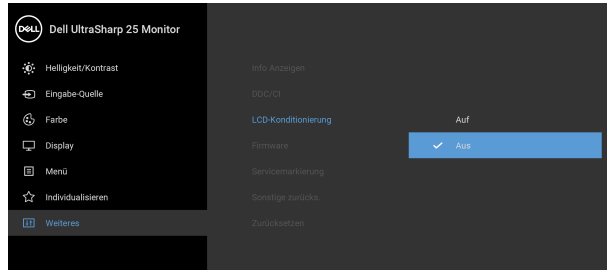 DELL Dell UltraSharp 25 Monitor
Helligkeit/Kontrast Info Anzeigen
Eingabe-Quelle DDC/CI
Farbe LCD-Konditionierung Auf
Display Firmware Aus
Menü Servicemarkierung
Individualisieren Sonstige zurücks.
Weiteres Zurücksetzen